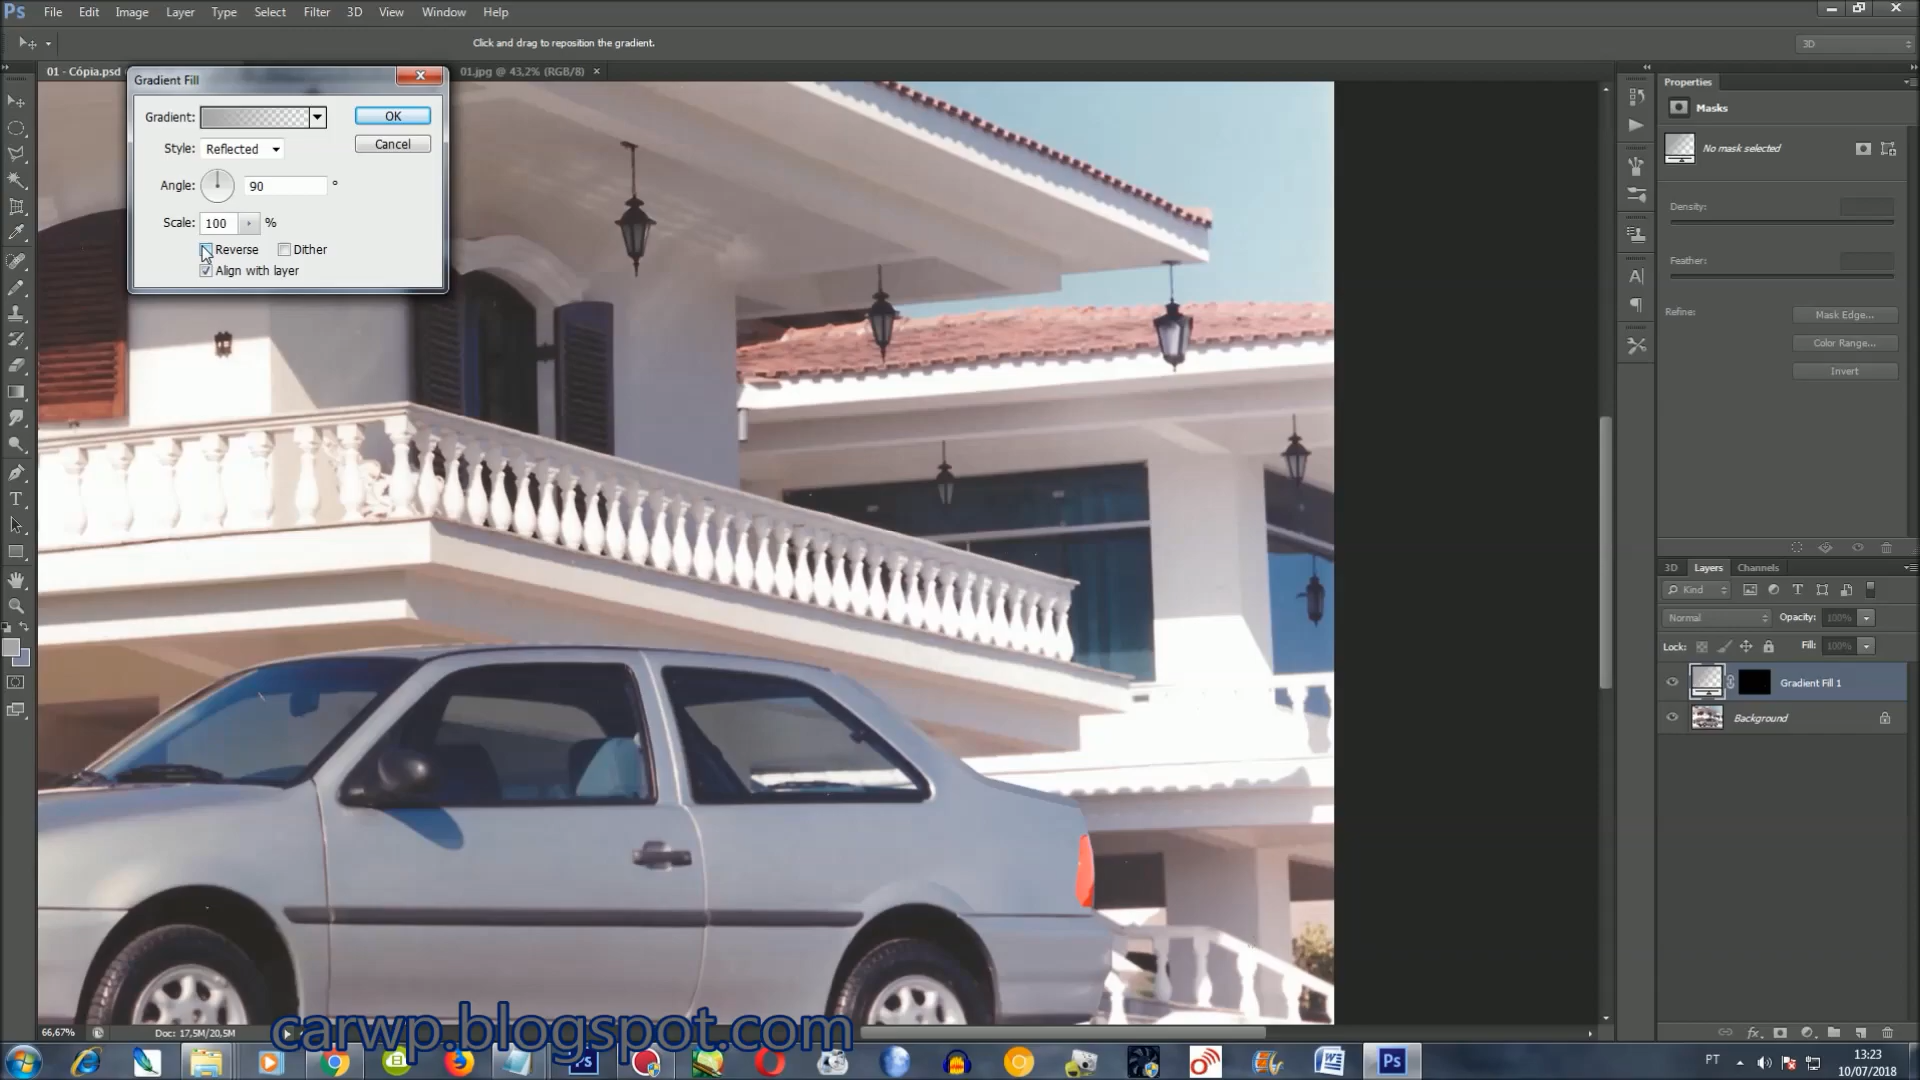 Ps File Edit Image Layer Type Select Filter 3D View Window Help
Click and drag to reposition the gradient.
3D
01 - Cópia.psd
01.jpg @ 43,2% (RGB/8)
Gradient Fill
Gradient:
OK
Style: Reflected
Cancel
Angle: 90 °
Scale: 100 %
Reverse Dither
Align with layer
Properties
Masks
No mask selected
Density:
Feather:
Refine:
Mask Edge...
Color Range...
Invert
3D Layers Channels
Kind
Normal Opacity: 100%
Lock: Fill: 100%
Gradient Fill 1
Background
66,67% Doc: 17,5M/20,5M
carwp.blogspot.com
PT
13:23
10/07/2018